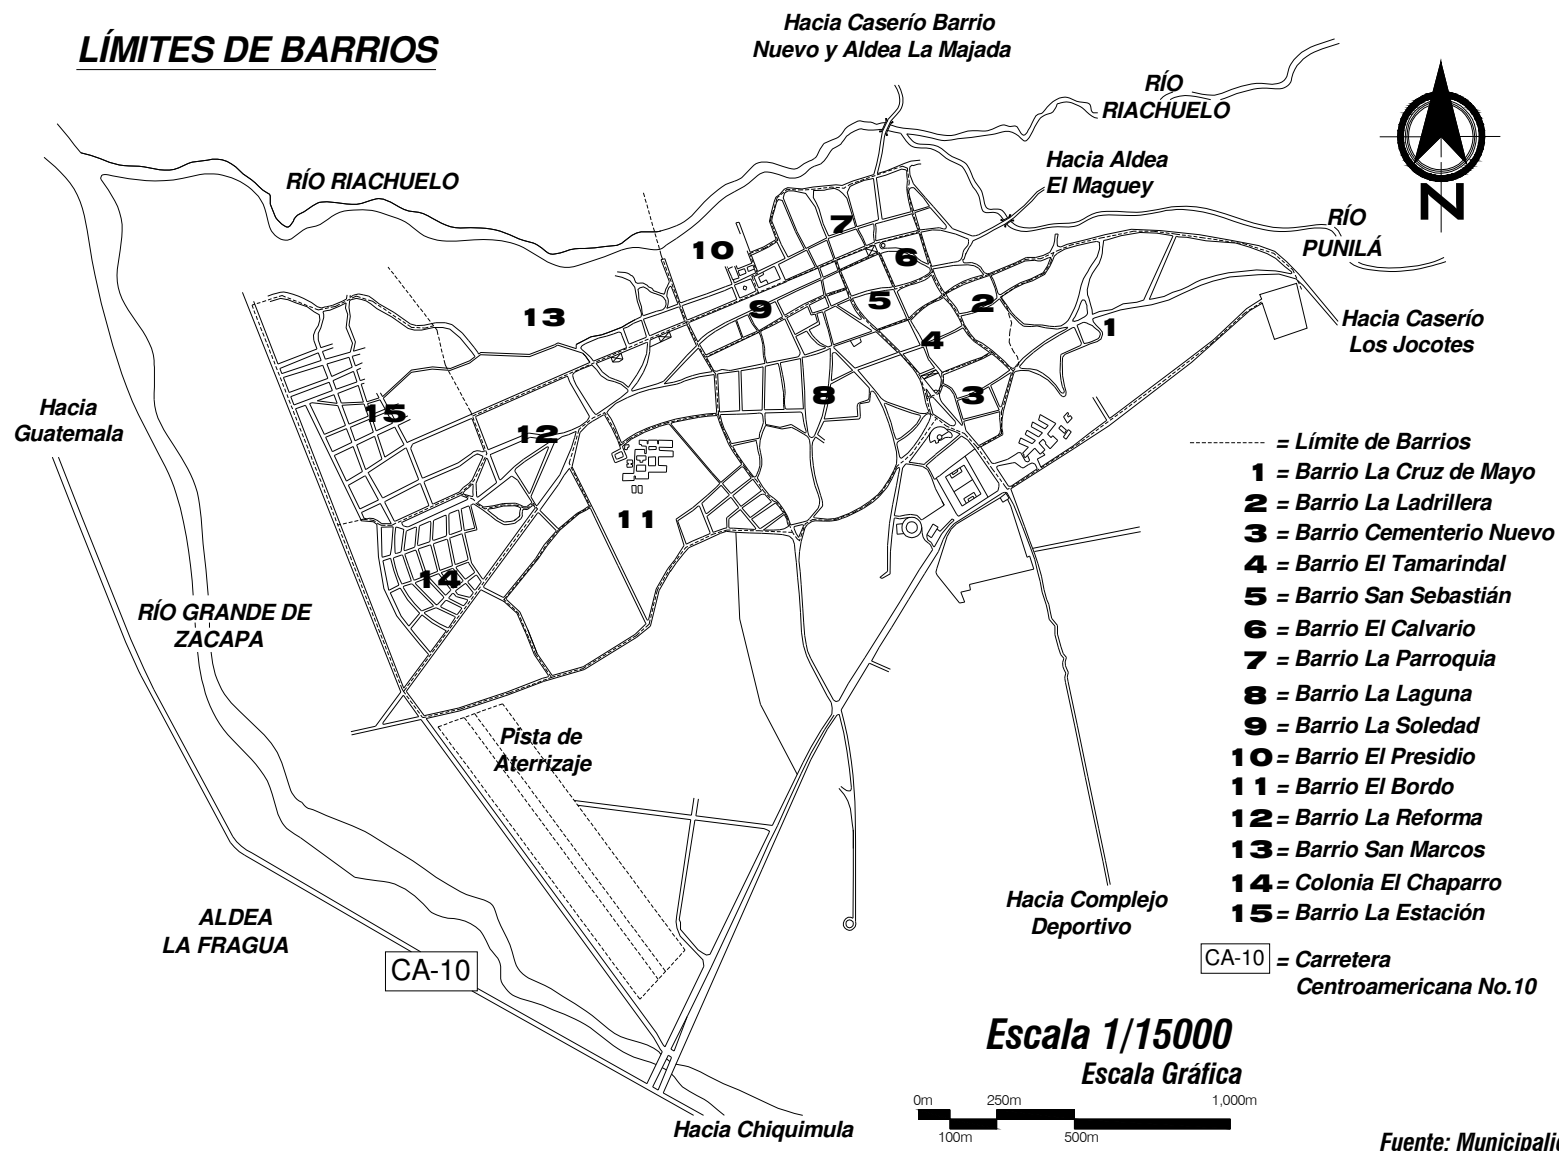 LÍMITES DE BARRIOS
Hacia Caserío Barrio
Nuevo y Aldea La Majada
RÍO
RIACHUELO
Hacia Aldea
El Maguey
RÍO RIACHUELO
RÍO
PUNILÁ
N
10
7
6
13
9
5
2
1
4
Hacia Caserío
Los Jocotes
15
8
3
Hacia
Guatemala
12
11
14
RÍO GRANDE DE
ZACAPA
Pista de
Aterrizaje
ALDEA
LA FRAGUA
CA-10
Hacia Complejo
Deportivo
Hacia Chiquimula
= Límite de Barrios
1 = Barrio La Cruz de Mayo
2 = Barrio La Ladrillera
3 = Barrio Cementerio Nuevo
4 = Barrio El Tamarindal
5 = Barrio San Sebastián
6 = Barrio El Calvario
7 = Barrio La Parroquia
8 = Barrio La Laguna
9 = Barrio La Soledad
10 = Barrio El Presidio
11 = Barrio El Bordo
12 = Barrio La Reforma
13 = Barrio San Marcos
14 = Colonia El Chaparro
15 = Barrio La Estación
CA-10 = Carretera
Centroamericana No.10
Escala 1/15000
Escala Gráfica
0m 250m 1,000m
100m 500m
Fuente: